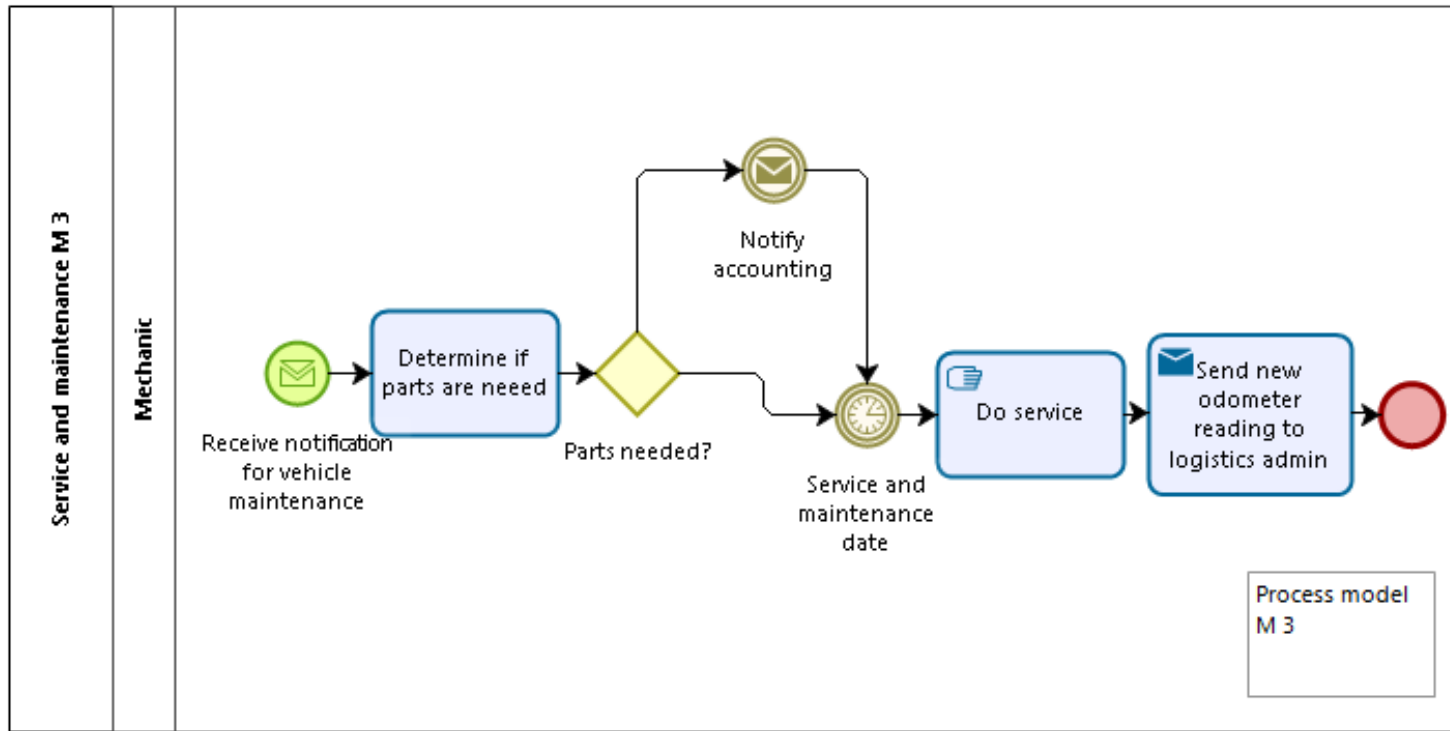 Service and maintenance M 3
Mechanic
Receive notification
for vehicle
maintenance
Determine if
parts are neeed
Parts needed?
Notify
accounting
Service and
maintenance
date
Do service
Send new
odometer
reading to
logistics admin
Process model
M 3